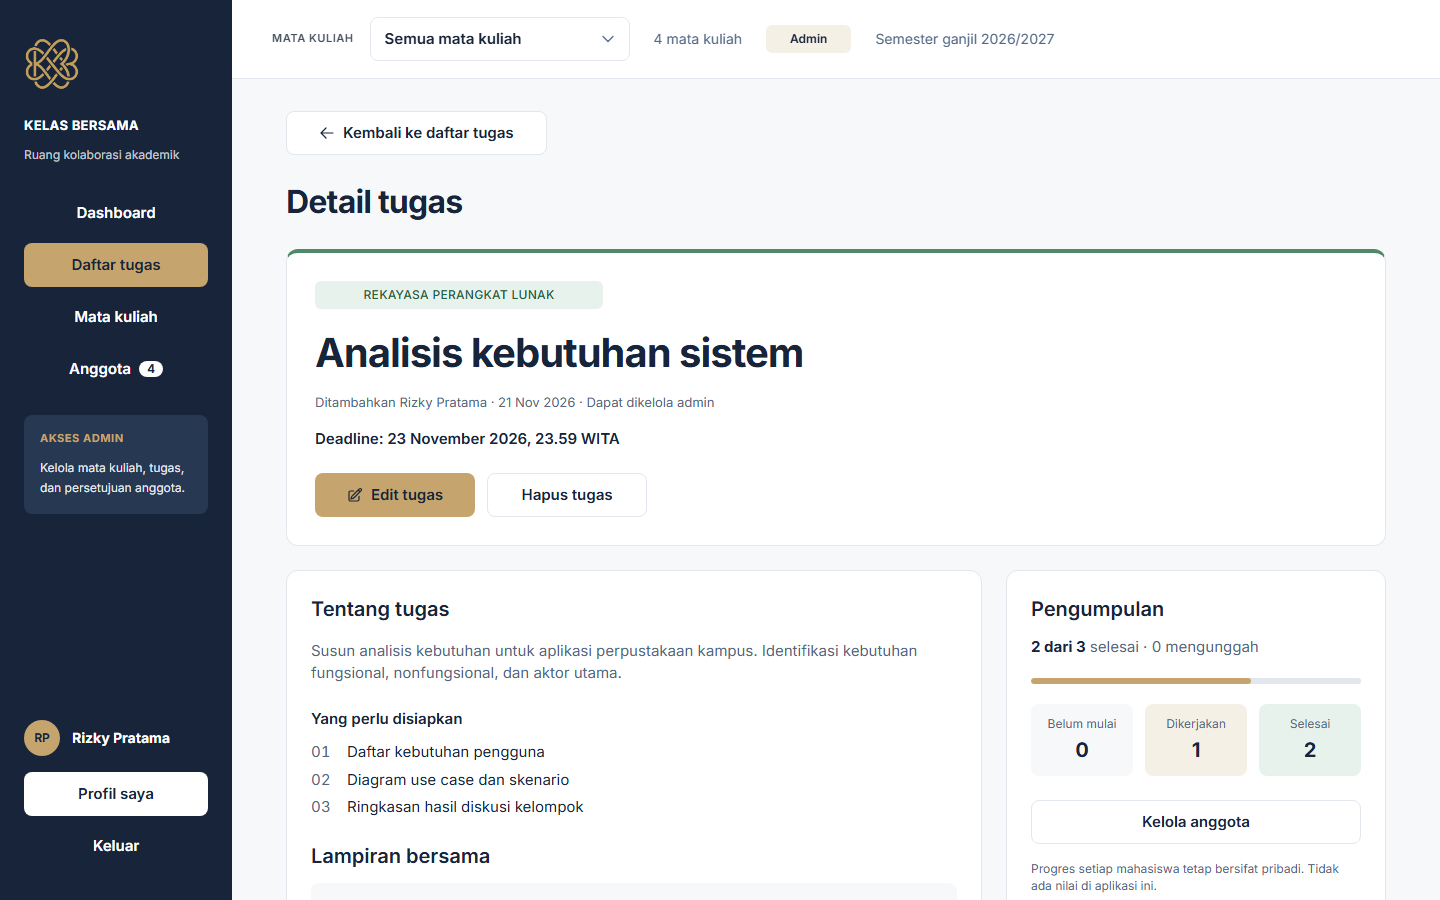 KELAS BERSAMA
Ruang kolaborasi akademik
Dashboard
Daftar tugas
Mata kuliah
Anggota 4
AKSES ADMIN
Kelola mata kuliah, tugas,
dan persetujuan anggota.
RP Rizky Pratama
Profil saya
Keluar
MATA KULIAH Semua mata kuliah 4 mata kuliah Admin Semester ganjil 2026/2027
Kembali ke daftar tugas
Detail tugas
REKAYASA PERANGKAT LUNAK
Analisis kebutuhan sistem
Ditambahkan Rizky Pratama · 21 Nov 2026 · Dapat dikelola admin
Deadline: 23 November 2026, 23.59 WITA
Edit tugas Hapus tugas
Tentang tugas
Susun analisis kebutuhan untuk aplikasi perpustakaan kampus. Identifikasi kebutuhan
fungsional, nonfungsional, dan aktor utama.
Yang perlu disiapkan
01 Daftar kebutuhan pengguna
02 Diagram use case dan skenario
03 Ringkasan hasil diskusi kelompok
Lampiran bersama
Pengumpulan
2 dari 3 selesai · 0 mengunggah
Belum mulai Dikerjakan Selesai
0 1 2
Kelola anggota
Progres setiap mahasiswa tetap bersifat pribadi. Tidak
ada nilai di aplikasi ini.